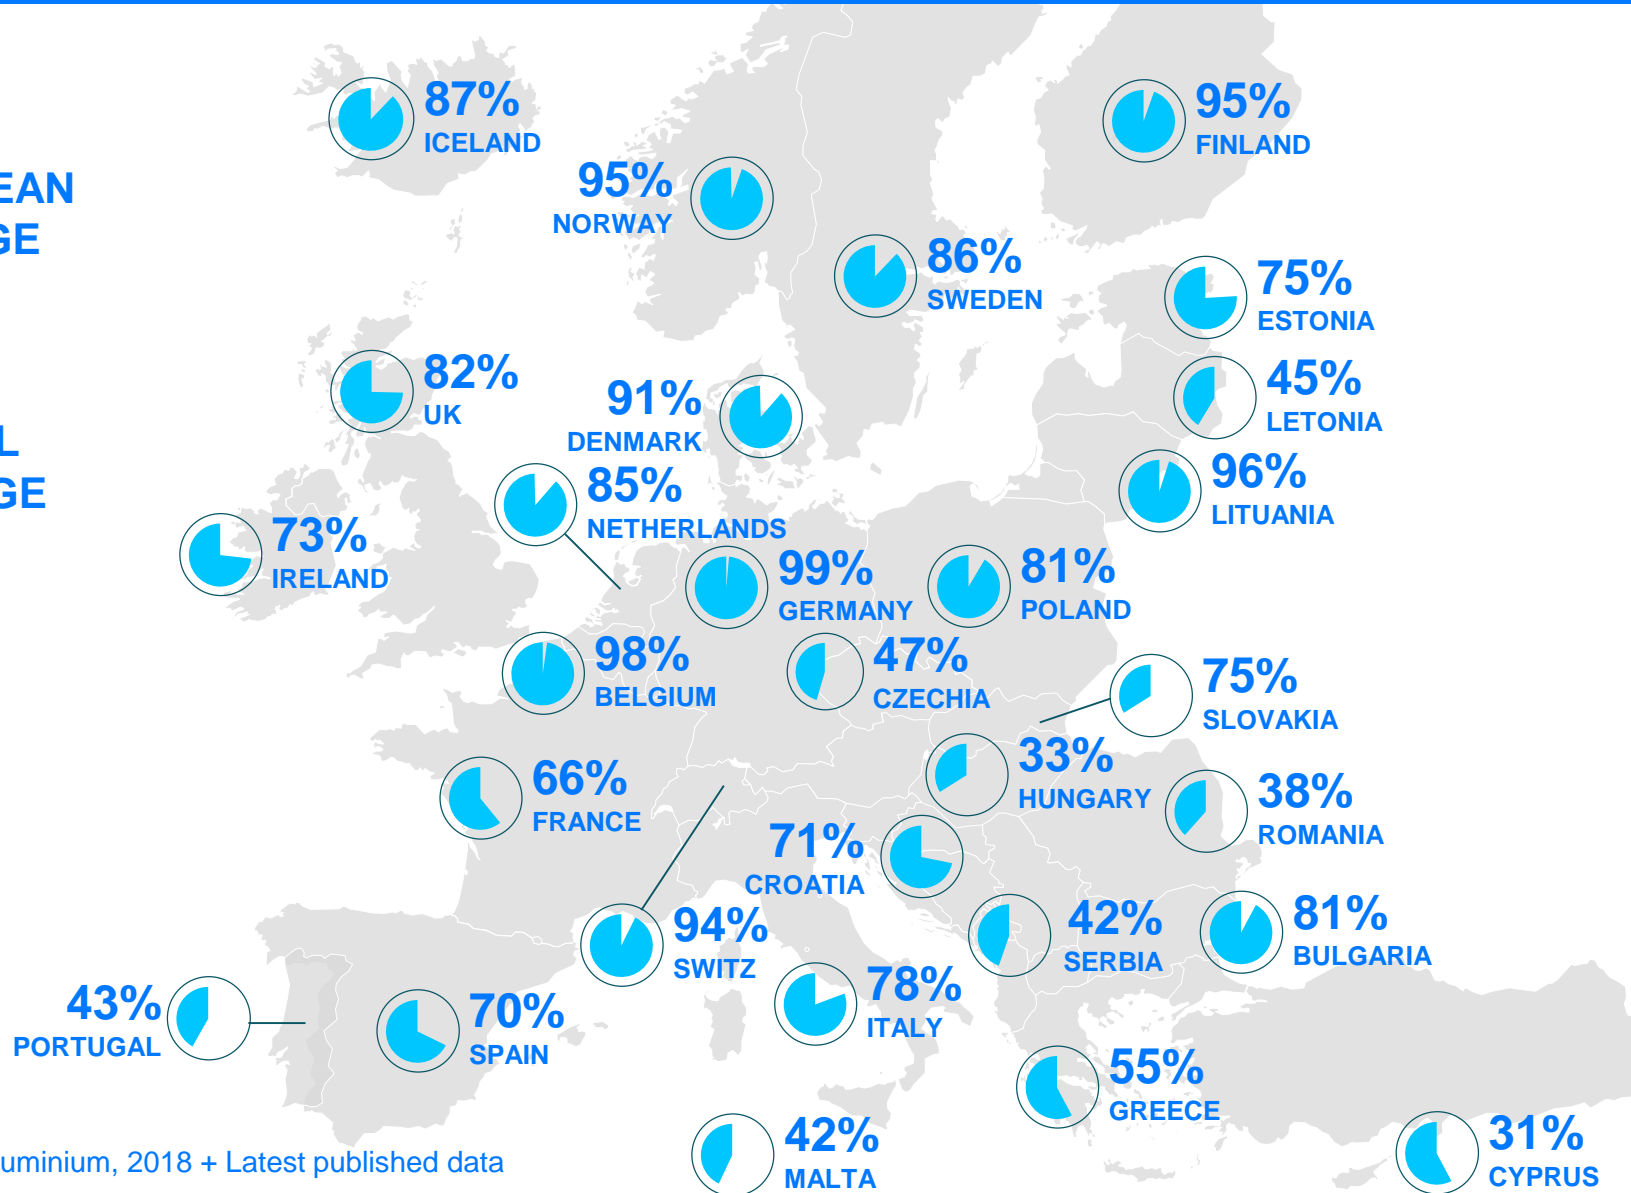 87%
ICELAND
95%
FINLAND
EAN
GE
95%
NORWAY
86%
SWEDEN
75%
ESTONIA
82%
UK
91%
DENMARK
45%
LETONIA
L
GE
85%
NETHERLANDS
96%
LITUANIA
73%
IRELAND
99%
GERMANY
81%
POLAND
98%
BELGIUM
47%
CZECHIA
75%
SLOVAKIA
66%
FRANCE
33%
HUNGARY
38%
ROMANIA
71%
CROATIA
94%
SWITZ
42%
SERBIA
81%
BULGARIA
43%
PORTUGAL
70%
SPAIN
78%
ITALY
55%
GREECE
42%
MALTA
31%
CYPRUS
uminium, 2018 + Latest published data